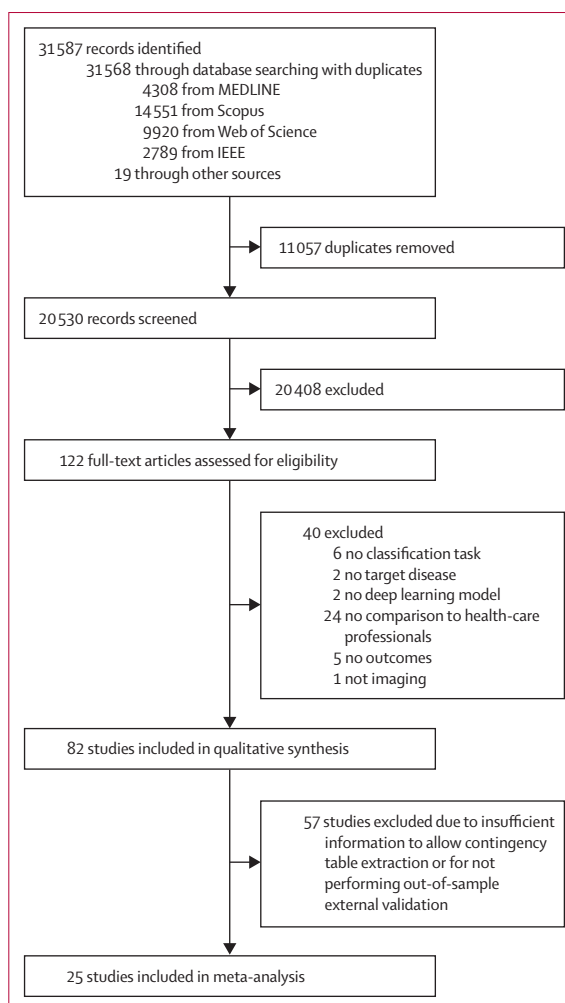 31587 records identified
31568 through database searching with duplicates
4308 from MEDLINE
14551 from Scopus
9920 from Web of Science
2789 from IEEE
19 through other sources
11057 duplicates removed
20530 records screened
20408 excluded
122 full-text articles assessed for eligibility
40 excluded
6 no classification task
2 no target disease
2 no deep learning model
24 no comparison to health-care
professionals
5 no outcomes
1 not imaging
82 studies included in qualitative synthesis
57 studies excluded due to insufficient
information to allow contingency
table extraction or for not
performing out-of-sample
external validation
25 studies included in meta-analysis